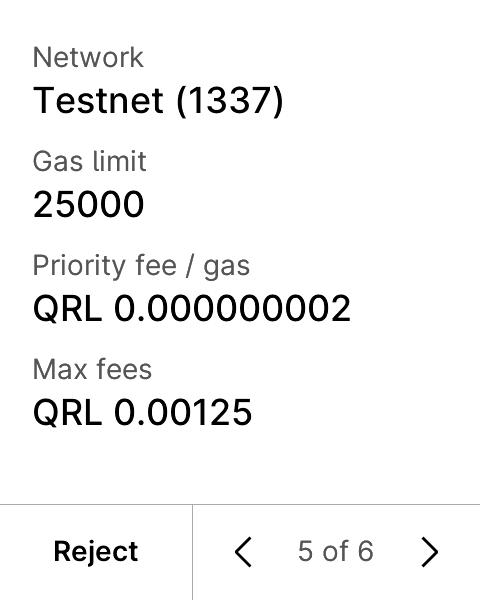 Network
Testnet (1337)
Gas limit
25000
Priority fee / gas
QRL 0.000000002
Max fees
QRL 0.00125
Reject
5 of 6